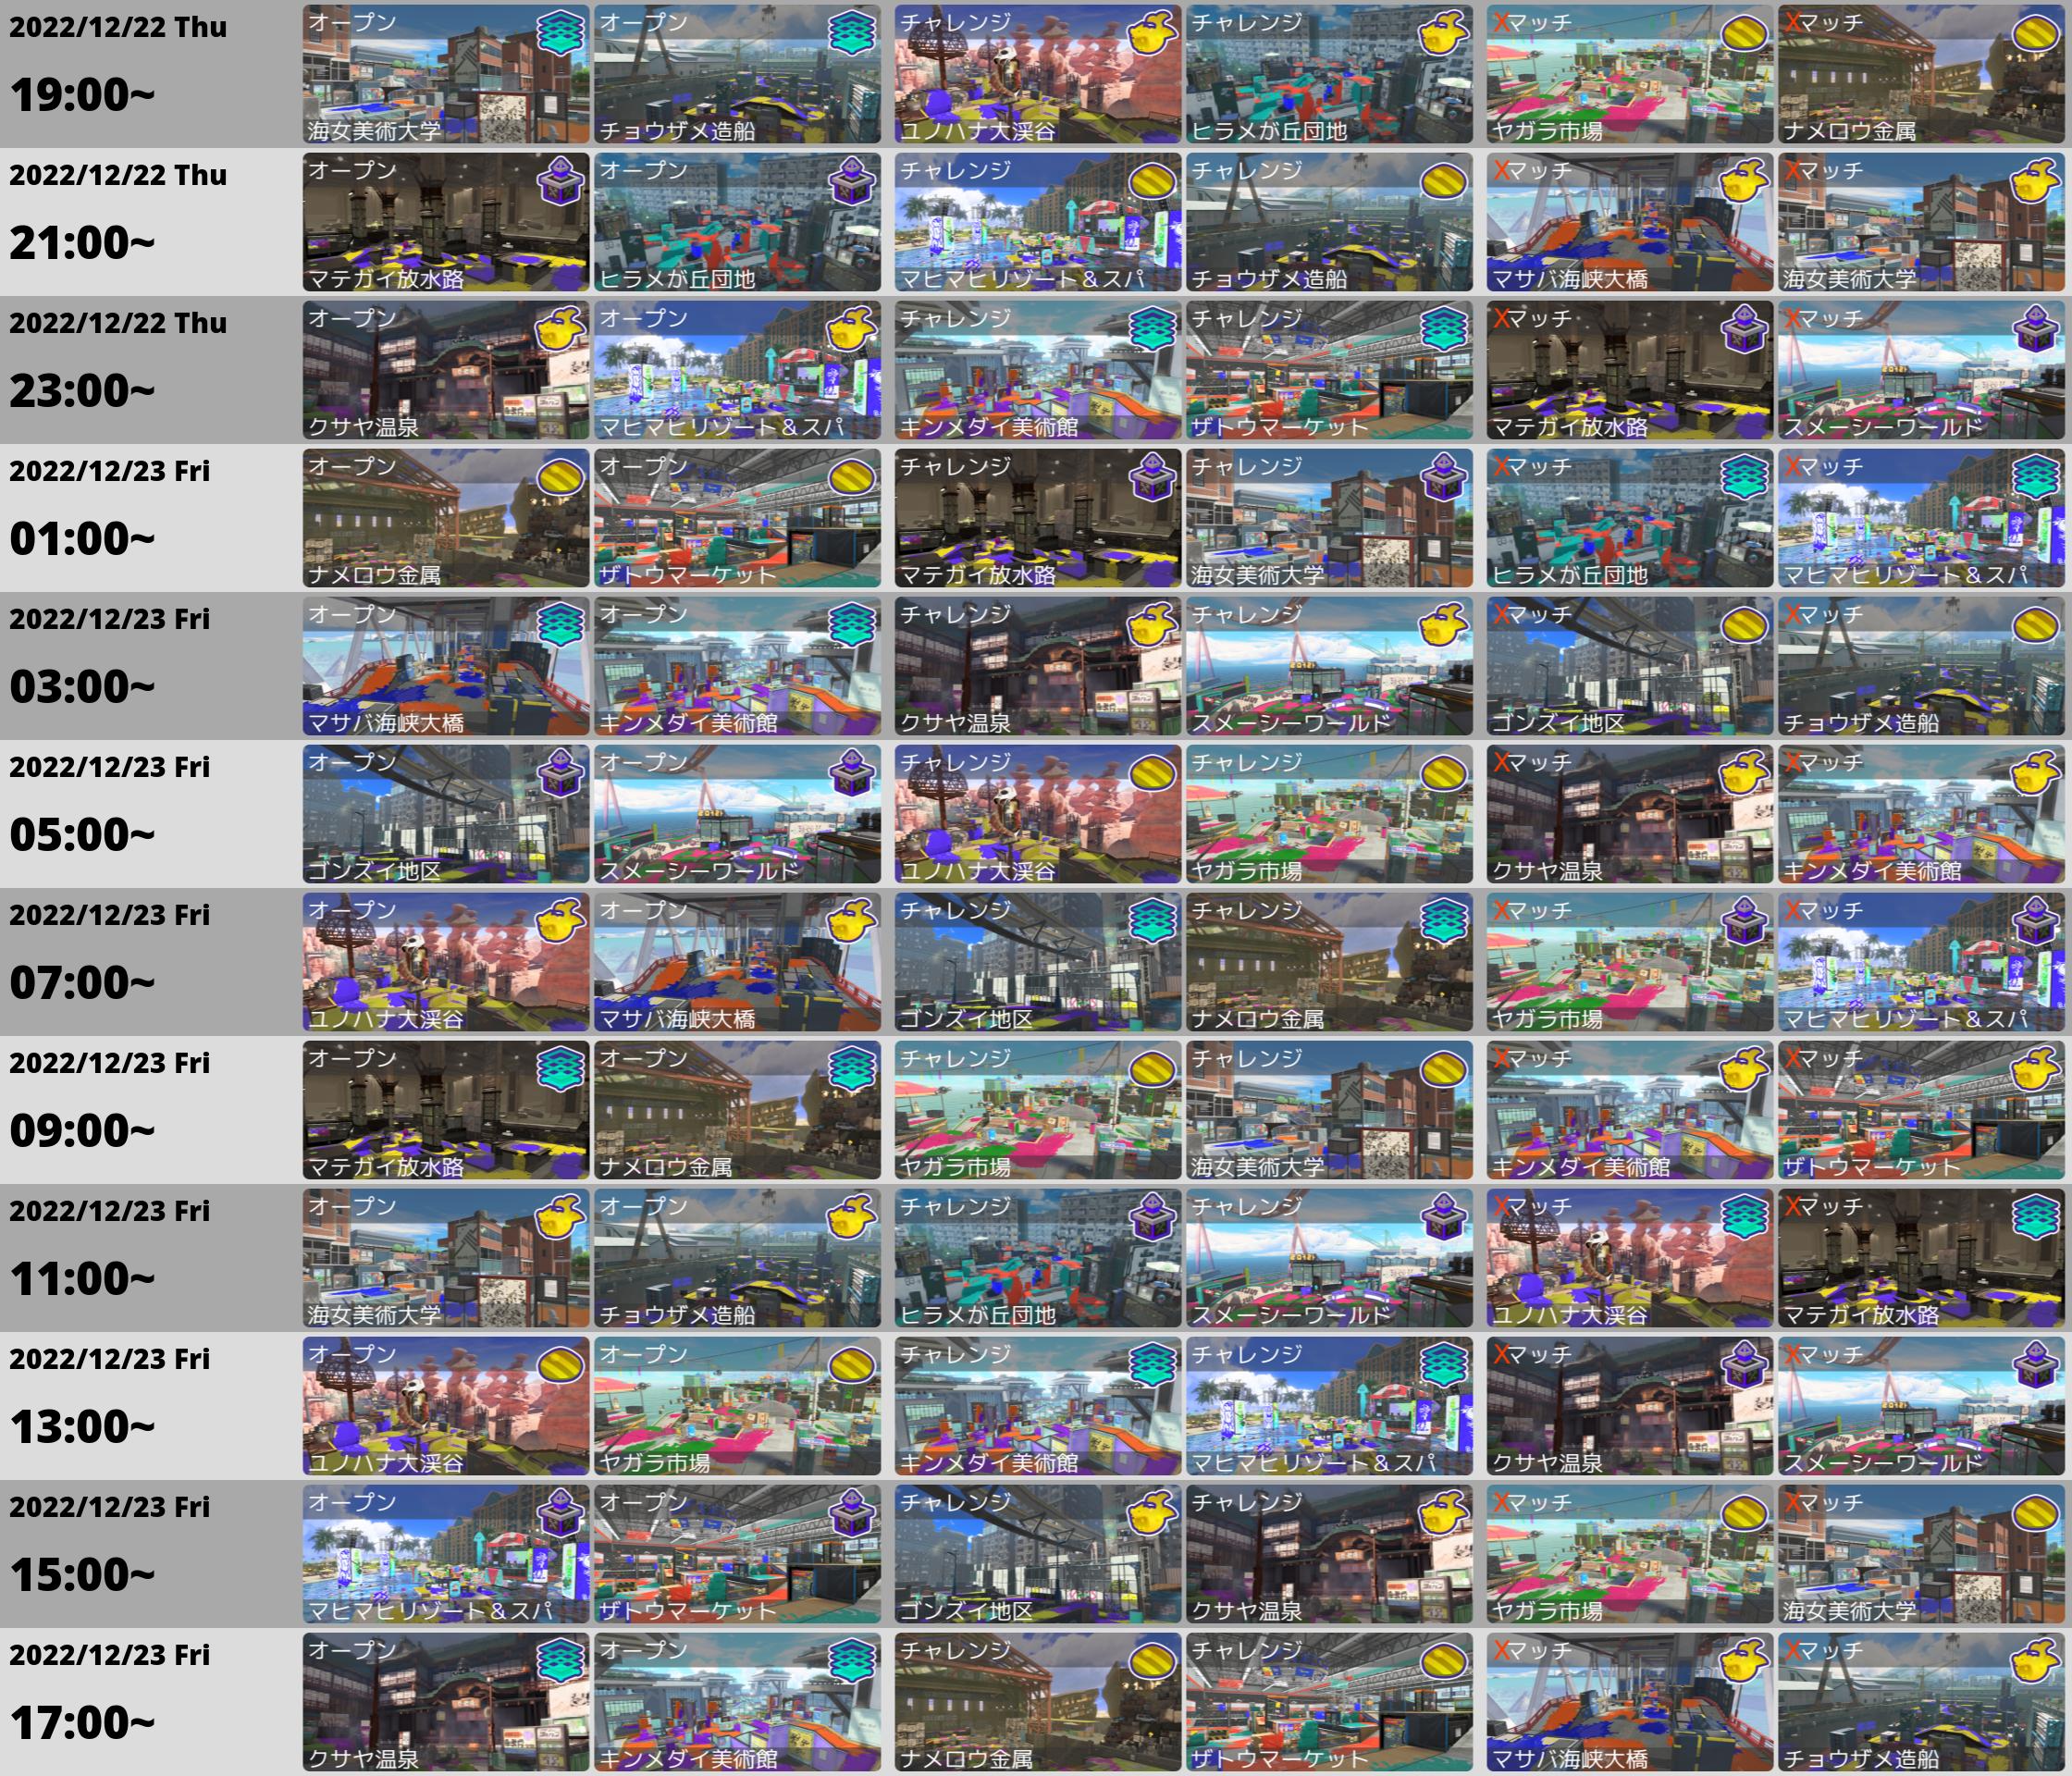 2022/12/22 Thu
19:00~
オープン
海女美術大学
オープン
チョウザメ造船
チャレンジ
ユノハナ大渓谷
チャレンジ
ヒラメが丘団地
Xマッチ
ヤガラ市場
Xマッチ
ナメロウ金属
2022/12/22 Thu
21:00~
オープン
マテガイ放水路
オープン
ヒラメが丘団地
チャレンジ
マヒマヒリゾート＆スパ
チャレンジ
チョウザメ造船
Xマッチ
マサバ海峡大橋
Xマッチ
海女美術大学
2022/12/22 Thu
23:00~
オープン
クサヤ温泉
オープン
マヒマヒリゾート＆スパ
チャレンジ
キンメダイ美術館
チャレンジ
ザトウマーケット
Xマッチ
マテガイ放水路
Xマッチ
スメーシーワールド
2022/12/23 Fri
01:00~
オープン
ナメロウ金属
オープン
ザトウマーケット
チャレンジ
マテガイ放水路
チャレンジ
海女美術大学
Xマッチ
ヒラメが丘団地
Xマッチ
マヒマヒリゾート＆スパ
2022/12/23 Fri
03:00~
オープン
マサバ海峡大橋
オープン
キンメダイ美術館
チャレンジ
クサヤ温泉
チャレンジ
スメーシーワールド
Xマッチ
ゴンズイ地区
Xマッチ
チョウザメ造船
2022/12/23 Fri
05:00~
オープン
ゴンズイ地区
オープン
スメーシーワールド
チャレンジ
ユノハナ大渓谷
チャレンジ
ヤガラ市場
Xマッチ
クサヤ温泉
Xマッチ
キンメダイ美術館
2022/12/23 Fri
07:00~
オープン
ユノハナ大渓谷
オープン
マサバ海峡大橋
チャレンジ
ゴンズイ地区
チャレンジ
ナメロウ金属
Xマッチ
ヤガラ市場
Xマッチ
マヒマヒリゾート＆スパ
2022/12/23 Fri
09:00~
オープン
マテガイ放水路
オープン
ナメロウ金属
チャレンジ
ヤガラ市場
チャレンジ
海女美術大学
Xマッチ
キンメダイ美術館
Xマッチ
ザトウマーケット
2022/12/23 Fri
11:00~
オープン
海女美術大学
オープン
チョウザメ造船
チャレンジ
ヒラメが丘団地
チャレンジ
スメーシーワールド
Xマッチ
ユノハナ大渓谷
Xマッチ
マテガイ放水路
2022/12/23 Fri
13:00~
オープン
ユノハナ大渓谷
オープン
ヤガラ市場
チャレンジ
キンメダイ美術館
チャレンジ
マヒマヒリゾート＆スパ
Xマッチ
クサヤ温泉
Xマッチ
スメーシーワールド
2022/12/23 Fri
15:00~
オープン
マヒマヒリゾート＆スパ
オープン
ザトウマーケット
チャレンジ
ゴンズイ地区
チャレンジ
クサヤ温泉
Xマッチ
ヤガラ市場
Xマッチ
海女美術大学
2022/12/23 Fri
17:00~
オープン
クサヤ温泉
オープン
キンメダイ美術館
チャレンジ
ナメロウ金属
チャレンジ
ザトウマーケット
Xマッチ
マサバ海峡大橋
Xマッチ
チョウザメ造船